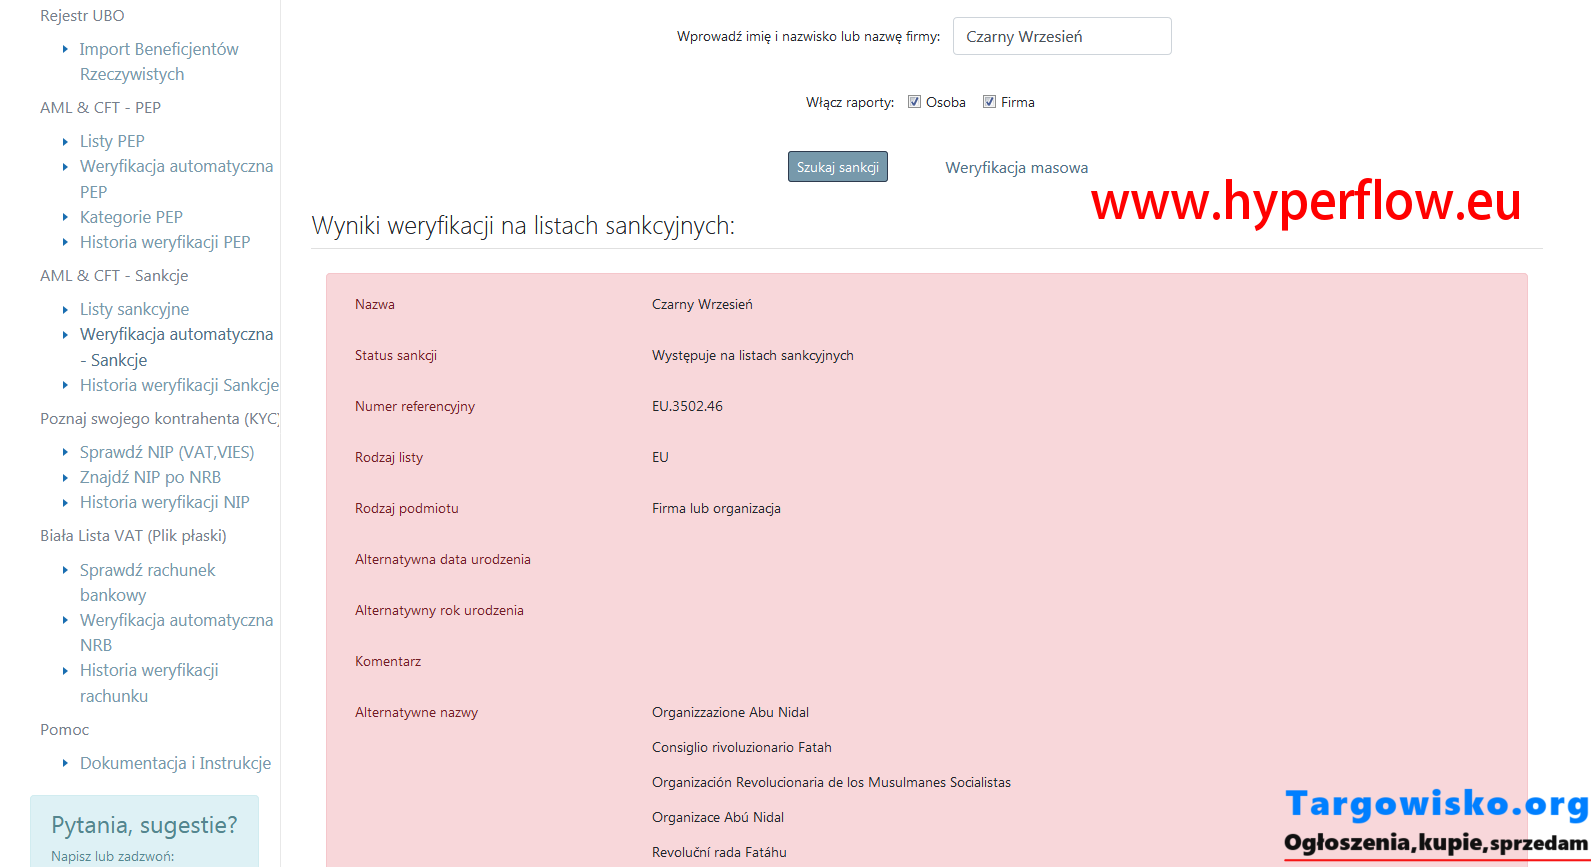 Rejestr UBO
Import Beneficjentów
Rzeczywistych
AML & CFT - PEP
Listy PEP
Weryfikacja automatyczna
PEP
Kategorie PEP
Historia weryfikacji PEP
AML & CFT - Sankcje
Listy sankcyjne
Weryfikacja automatyczna
- Sankcje
Historia weryfikacji Sankcje
Poznaj swojego kontrahenta (KYC)
Sprawdź NIP (VAT,VIES)
Znajdź NIP po NRB
Historia weryfikacji NIP
Biała Lista VAT (Plik płaski)
Sprawdź rachunek
bankowy
Weryfikacja automatyczna
NRB
Historia weryfikacji
rachunku
Pomoc
Dokumentacja i Instrukcje
Pytania, sugestie?
Napisz lub zadzwoń:
Wprowadź imię i nazwisko lub nazwę firmy: Czarny Wrzesień
Włącz raporty: Osoba Firma
Szukaj sankcji Weryfikacja masowa
www.hyperflow.eu
Wyniki weryfikacji na listach sankcyjnych:
Nazwa Czarny Wrzesień
Status sankcji Występuje na listach sankcyjnych
Numer referencyjny EU.3502.46
Rodzaj listy EU
Rodzaj podmiotu Firma lub organizacja
Alternatywna data urodzenia
Alternatywny rok urodzenia
Komentarz
Alternatywne nazwy Organizzazione Abu Nidal
Consiglio rivoluzionario Fatah
Organización Revolucionaria de los Musulmanes Socialistas
Organizace Abú Nidal
Revoluční rada Fatáhu
Targowisko.org
Ogłoszenia,kupie,sprzedam